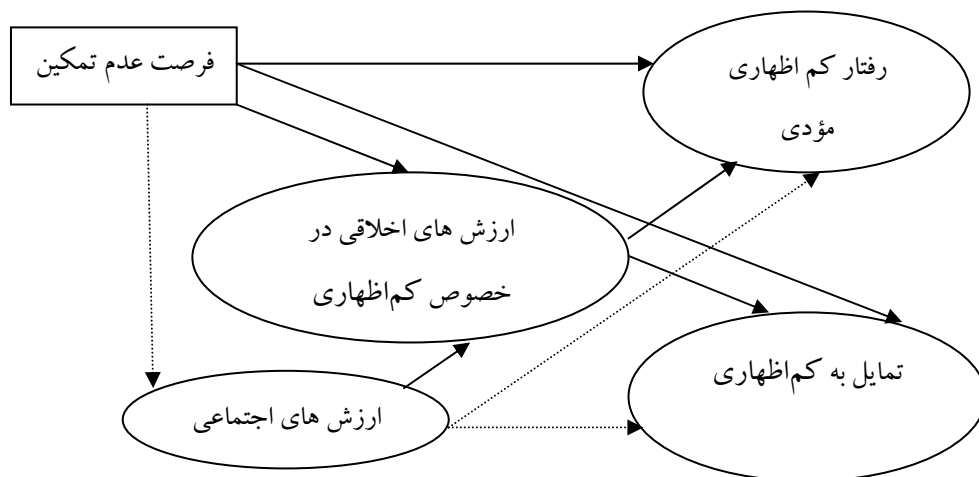 فرصت عدم تمکین
رفتار کم اظهاری
مؤدی
ارزش های اخلاقی در
خصوص کم‌اظهاری
تمایل به کم‌اظهاری
ارزش های اجتماعی